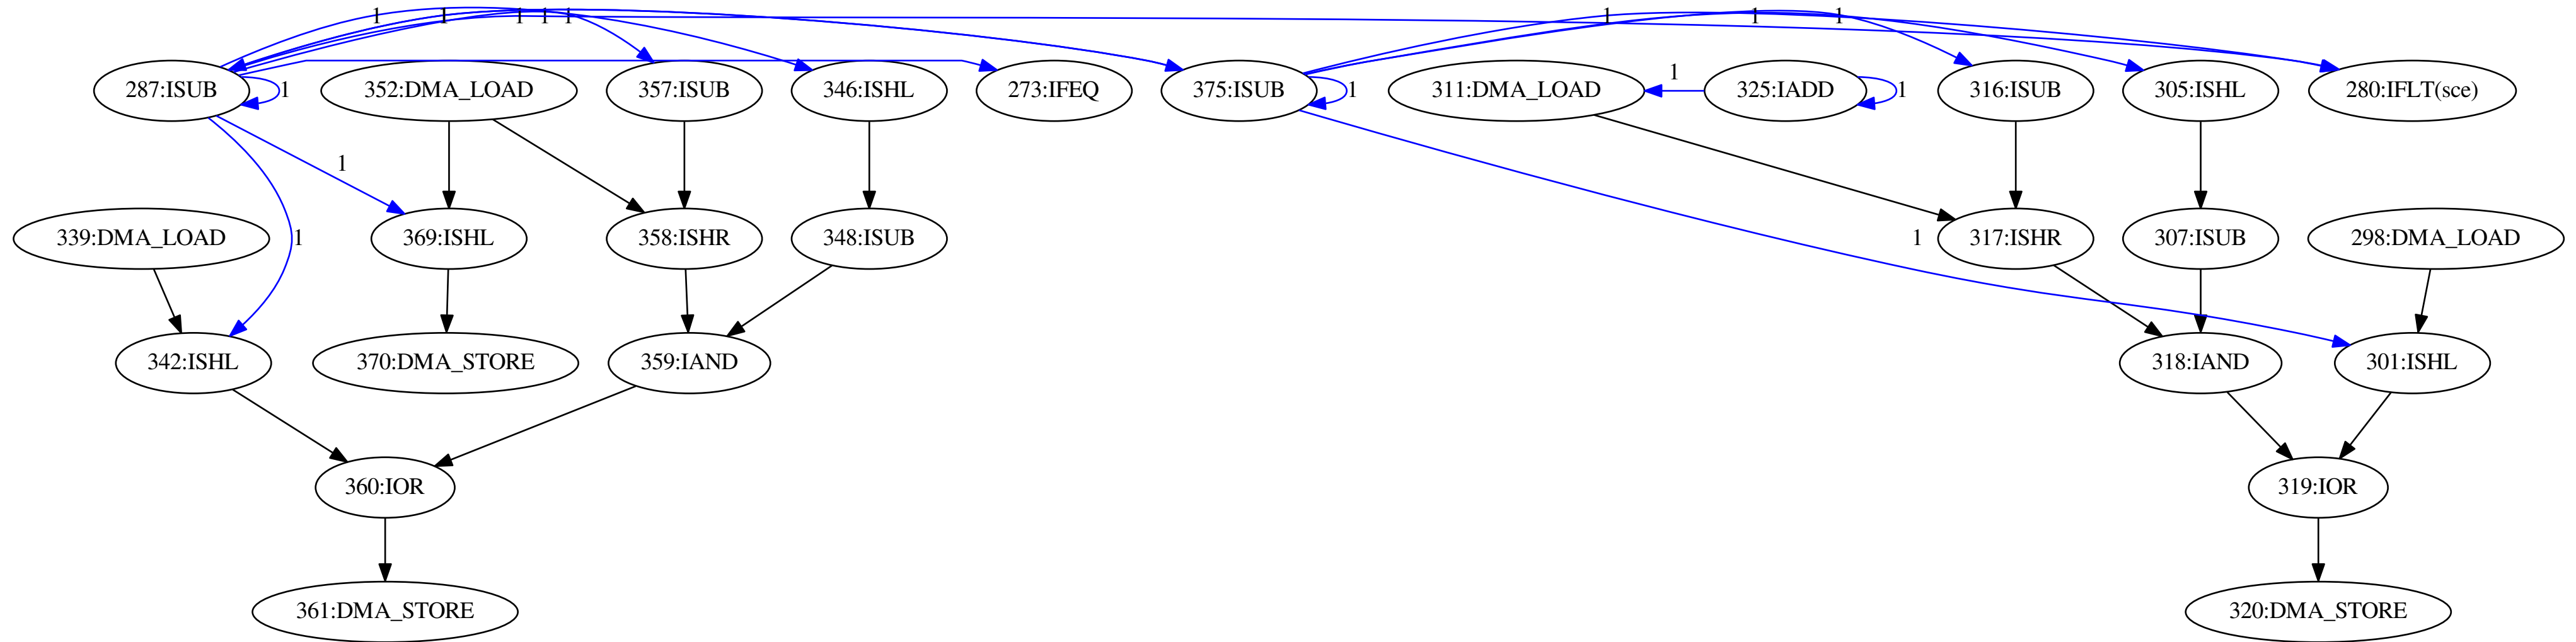 1 1 1 1 1 1 1 1
287:ISUB 1 352:DMA_LOAD 357:ISUB 346:ISHL 273:IFEQ 375:ISUB 1 311:DMA_LOAD 1 325:IADD 1 316:ISUB 305:ISHL 280:IFLT(sce)
1
339:DMA_LOAD 1 369:ISHL 358:ISHR 348:ISUB 1 317:ISHR 307:ISUB 298:DMA_LOAD
342:ISHL 370:DMA_STORE 359:IAND 318:IAND 301:ISHL
360:IOR 319:IOR
361:DMA_STORE 320:DMA_STORE